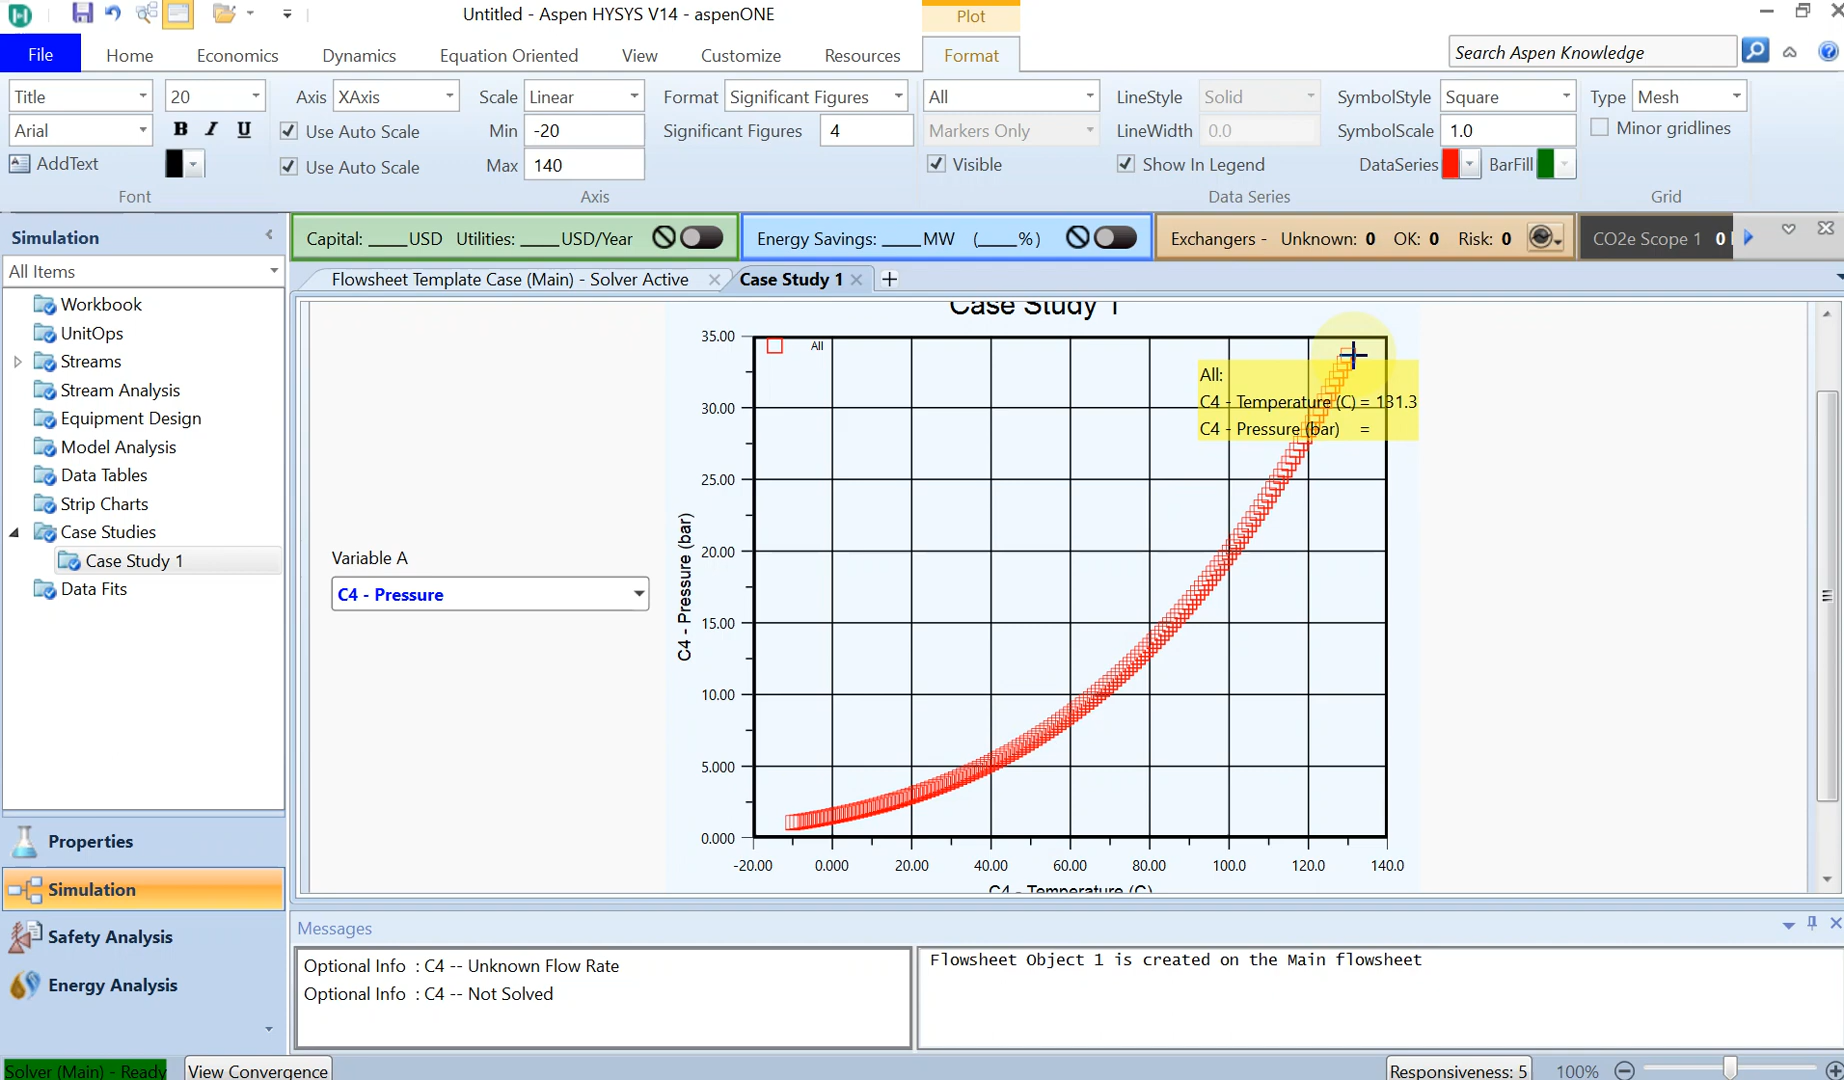 Untitled - Aspen HYSYS V14 - aspenONE
Plot
File
Home
Economics
Dynamics
Equation Oriented
View
Customize
Resources
Format
Search Aspen Knowledge
Title
20
Axis
XAxis
Scale
Linear
Format
Significant Figures
All
LineStyle
Solid
SymbolStyle
Square
Type
Mesh
Arial
B
I
U
Use Auto Scale
Min
-20
Significant Figures
4
Markers Only
LineWidth
0.0
SymbolScale
1.0
Minor gridlines
AddText
Use Auto Scale
Max
140
Visible
Show In Legend
DataSeries
BarFill
Font
Axis
Data Series
Grid
Simulation
Capital: ____USD Utilities: ____USD/Year
Energy Savings: ____MW (____%)
Exchangers - Unknown: 0 OK: 0 Risk: 0
CO2e Scope 1 0
All Items
Flowsheet Template Case (Main) - Solver Active
Case Study 1
Workbook
UnitOps
Streams
Stream Analysis
Equipment Design
Model Analysis
Data Tables
Strip Charts
Case Studies
Case Study 1
Data Fits
Properties
Simulation
Safety Analysis
Energy Analysis
Variable A
C4 - Pressure
Case Study 1
All
All:
C4 - Temperature (C) = 131.3
C4 - Pressure (bar) =
C4 - Pressure (bar)
35.00
30.00
25.00
20.00
15.00
10.00
5.000
0.000
-20.00
0.000
20.00
40.00
60.00
80.00
100.0
120.0
140.0
C4 - Temperature (C)
Messages
Optional Info : C4 -- Unknown Flow Rate
Optional Info : C4 -- Not Solved
Flowsheet Object 1 is created on the Main flowsheet
Solver (Main) - Ready
View Convergence
Responsiveness: 5
100%